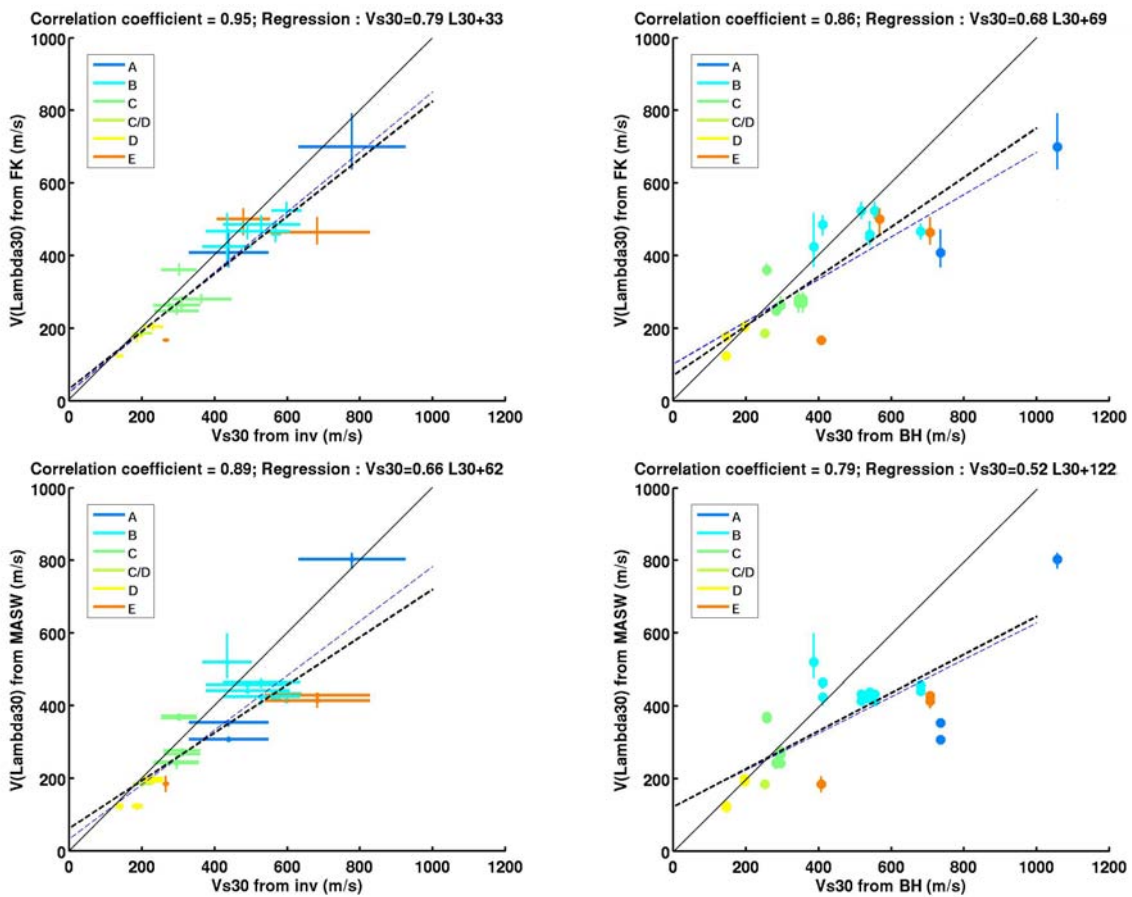 Correlation coefficient = 0.95; Regression : Vs30=0.79 L30+33
1000
800
600
400
200
0
V(Lambda30) from FK (m/s)
A
B
C
C/D
D
E
0 200 400 600 800 1000 1200
Vs30 from inv (m/s)
Correlation coefficient = 0.86; Regression : Vs30=0.68 L30+69
1000
800
600
400
200
0
V(Lambda30) from FK (m/s)
A
B
C
C/D
D
E
0 200 400 600 800 1000 1200
Vs30 from BH (m/s)
Correlation coefficient = 0.89; Regression : Vs30=0.66 L30+62
1000
800
600
400
200
0
V(Lambda30) from MASW (m/s)
A
B
C
C/D
D
E
0 200 400 600 800 1000 1200
Vs30 from inv (m/s)
Correlation coefficient = 0.79; Regression : Vs30=0.52 L30+122
1000
800
600
400
200
0
V(Lambda30) from MASW (m/s)
A
B
C
C/D
D
E
0 200 400 600 800 1000 1200
Vs30 from BH (m/s)